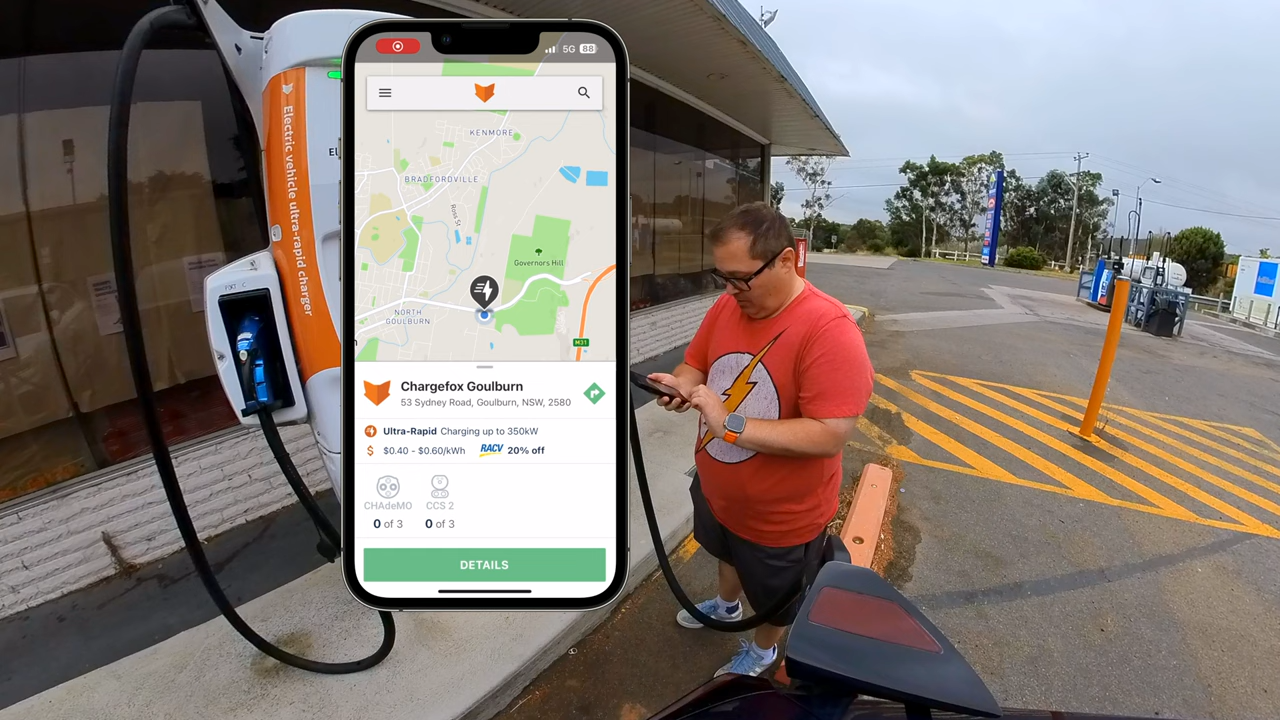 Electric vehicle ultra-rapid charger
El
PORT C
5G 88
KENMORE
BRADFORDVILLE
Ross St
Governors Hill
NORTH
GOULBURN
M31
Chargefox Goulburn
53 Sydney Road, Goulburn, NSW, 2580
Ultra-Rapid Charging up to 350kW
$ $0.40 - $0.60/kWh RACV 20% off
CHAdeMO CCS 2
0 of 3 0 of 3
DETAILS